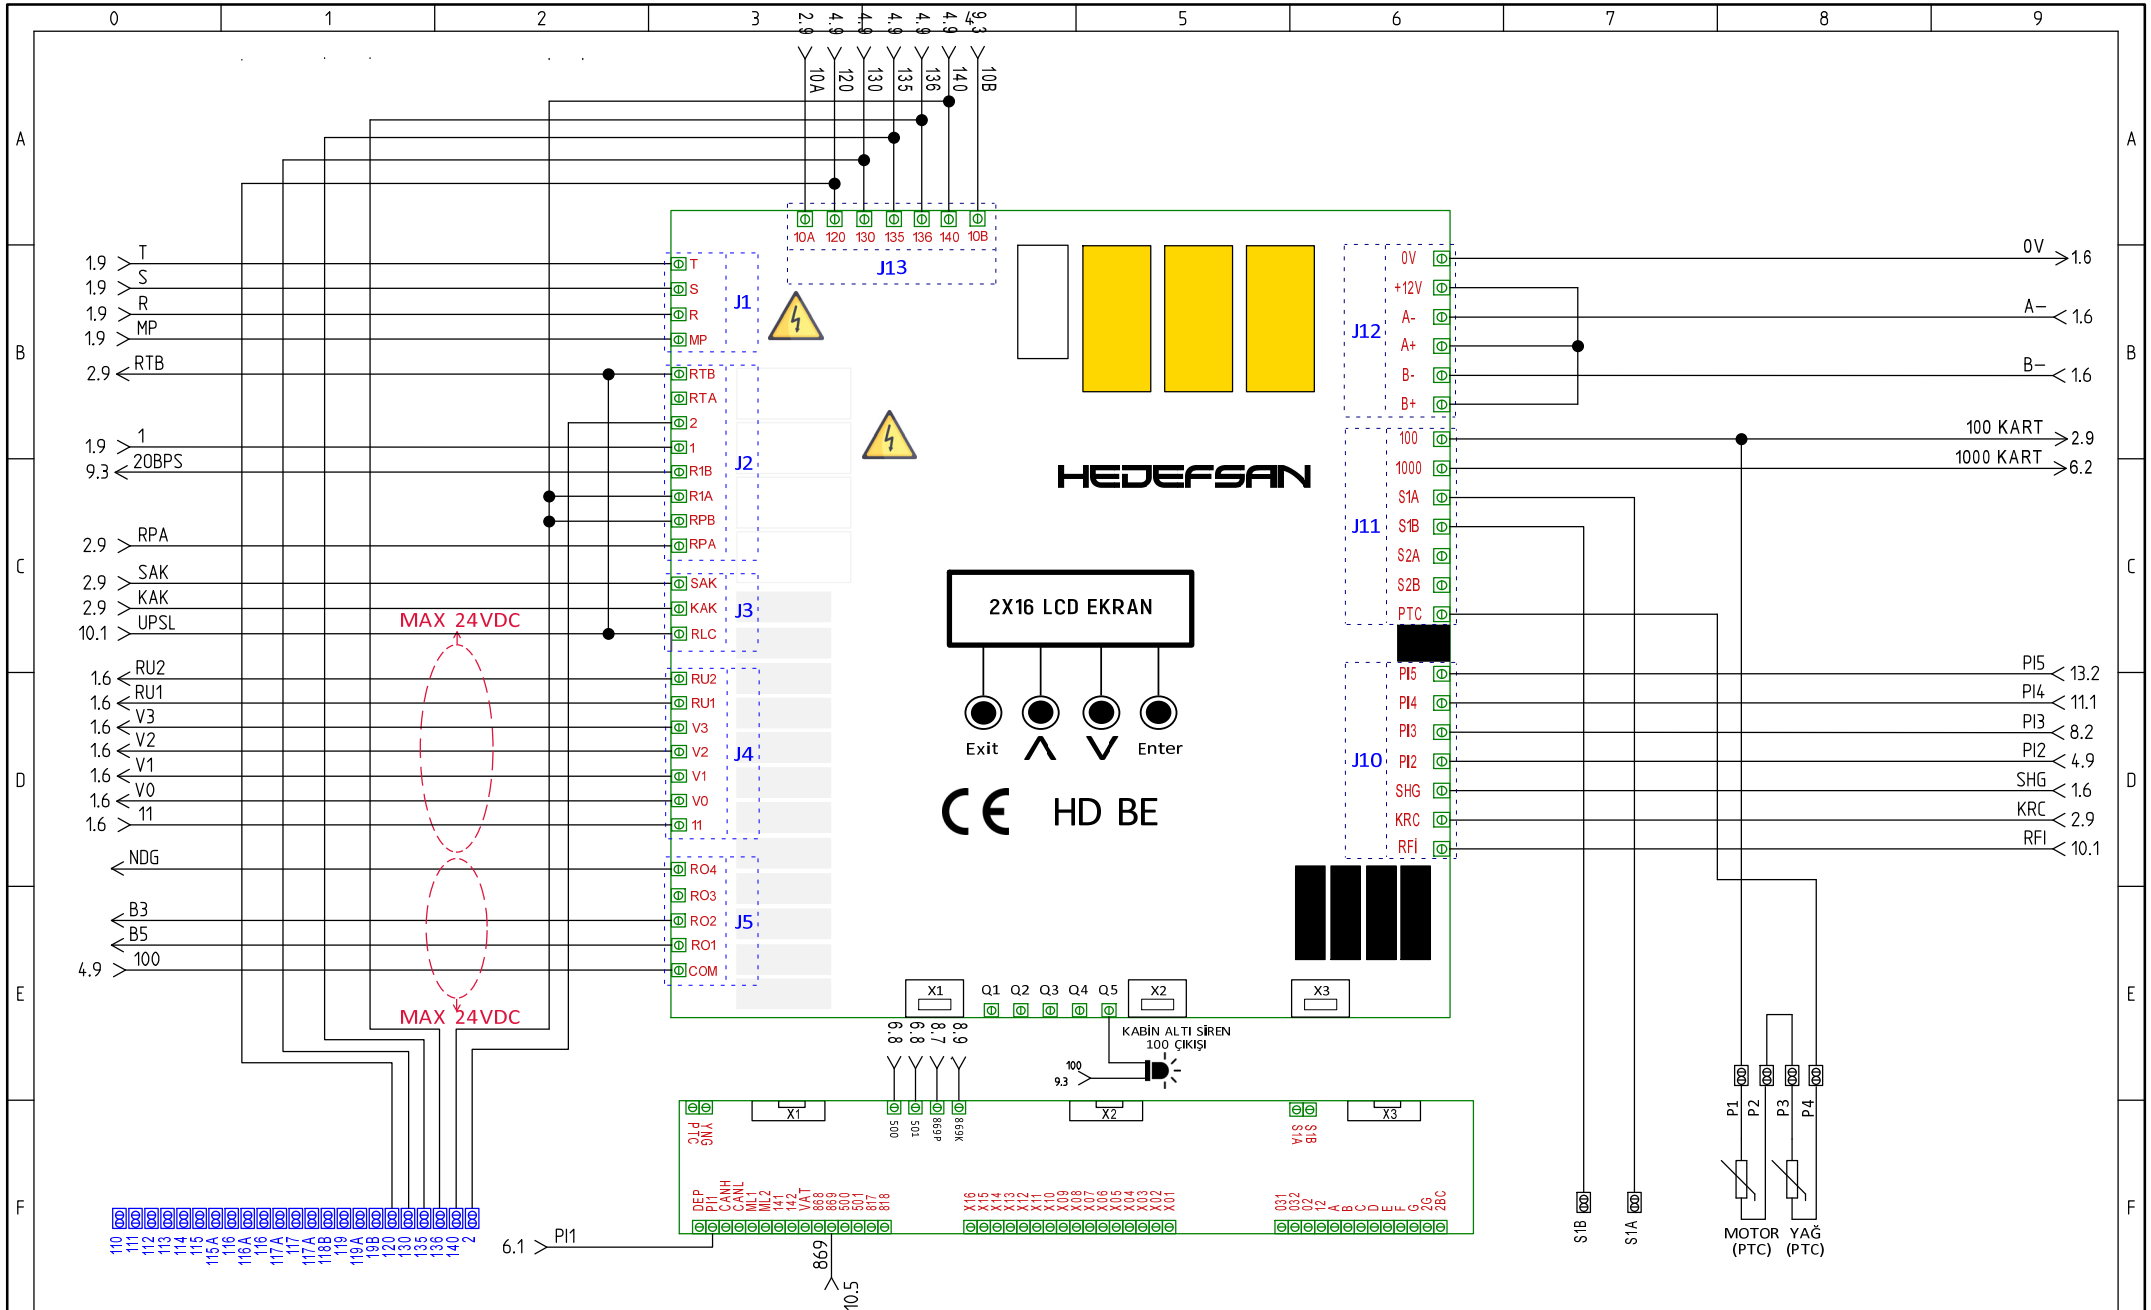 0 1 2 3 4 5 6 7 8 9
2.9 4.9 4.9 4.9 4.9 4.9 9.3
10A 120 130 135 136 140 10B
A A
B B
C C
D D
E E
F F
10A 120 130 135 136 140 10B
J13
1.9 T
1.9 S
1.9 R
1.9 MP
2.9 RTB
1.9 1
9.3 20BPS
2.9 RPA
2.9 SAK
2.9 KAK
10.1 UPSL
1.6 RU2
1.6 RU1
1.6 V3
1.6 V2
1.6 V1
1.6 V0
1.6 11
NDG
B3
B5
4.9 100
MAX 24VDC
MAX 24VDC
T
S
R
MP
J1
RTB
RTA
2
1
R1B
R1A
RPB
RPA
J2
SAK
KAK
RLC
J3
RU2
RU1
V3
V2
V1
V0
11
J4
RO4
RO3
RO2
RO1
COM
J5
HEDEFSAN
2X16 LCD EKRAN
Exit Enter
CE HD BE
0V
+12V
A-
A+
B-
B+
J12
100
1000
S1A
S1B
S2A
S2B
PTC
J11
PI5
PI4
PI3
PI2
SHG
KRC
RFİ
J10
0V 1.6
A- 1.6
B- 1.6
100 KART 2.9
1000 KART 6.2
PI5 13.2
PI4 11.1
PI3 8.2
PI2 4.9
SHG 1.6
KRC 2.9
RFI 10.1
X1 Q1 Q2 Q3 Q4 Q5 X2 X3
6.8 6.8 8.7 8.9
KABİN ALTI SİREN
100 ÇIKIŞI
100
9.3
PTC YNG X1 500 501 869P 869K X2 S1A S1B X3
DEP PI1 CANH CANL ML1 ML2 141 142 VAT 868 869 500 501 817 818
X16 X15 X14 X13 X12 X11 X10 X09 X08 X07 X06 X05 X04 X03 X02 X01
031 032 02 12 A B C D E F G 2G 2BC
6.1 PI1
869
10.5
110 111 112 113 114 115 115A 116 116A 116 117A 117 117A 118B 119 119A 19B 120 130 135 136 140 2
S1B S1A
P1 P2 P3 P4
MOTOR YAĞ
(PTC) (PTC)